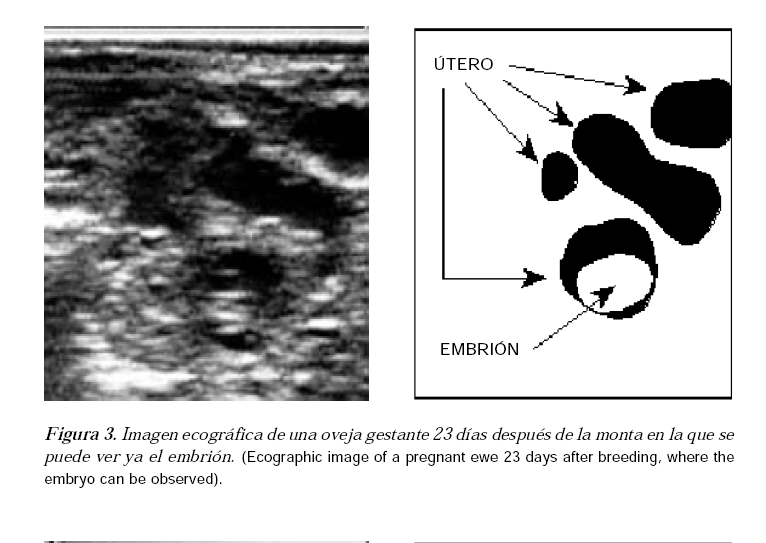 ÚTERO
EMBRIÓN
Figura 3. Imagen ecográfica de una oveja gestante 23 días después de la monta en la que se
puede ver ya el embrión. (Ecographic image of a pregnant ewe 23 days after breeding, where the
embryo can be observed).